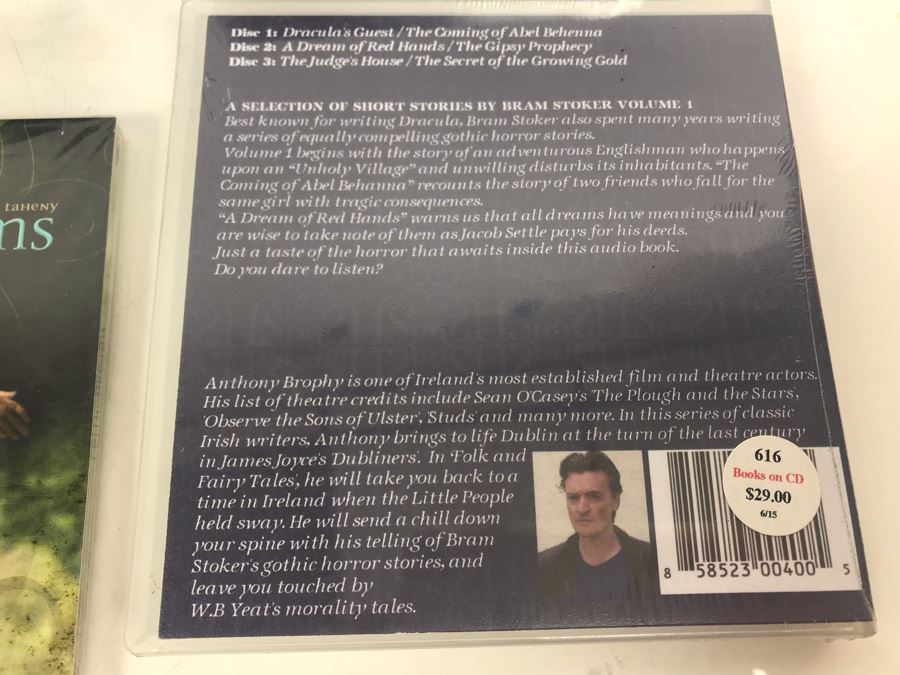 Disc 1: Dracula's Guest / The Coming of Abel Behenna
Disc 2: A Dream of Red Hands / The Gipsy Prophecy
Disc 3: The Judge's House / The Secret of the Growing Gold
A SELECTION OF SHORT STORIES BY BRAM STOKER VOLUME 1
Best known for writing Dracula, Bram Stoker also spent many years writing
a series of equally compelling gothic horror stories.
Volume 1 begins with the story of an adventurous Englishman who happens
upon an "Unholy Village" and unwilling disturbs its inhabitants. "The
Coming of Abel Behanna" recounts the story of two friends who fall for the
same girl with tragic consequences.
"A Dream of Red Hands" warns us that all dreams have meanings and you
are wise to take note of them as Jacob Settle pays for his deeds.
Just a taste of the horror that awaits inside this audio book.
Do you dare to listen?
Anthony Brophy is one of Ireland's most established film and theatre actors.
His list of theatre credits include Sean O'Casey's 'The Plough and the Stars',
'Observe the Sons of Ulster', 'Studs' and many more. In this series of classic
Irish writers, Anthony brings to life Dublin at the turn of the last century
in James Joyce's Dubliners'. In 'Folk and
Fairy Tales', he will take you back to a
time in Ireland when the Little People
held sway. He will send a chill down
your spine with his telling of Bram
Stoker's gothic horror stories, and
leave you touched by
W.B Yeat's morality tales.
616
Books on CD
$29.00
6/15
8 58523 00400 5
TAHENY
ms